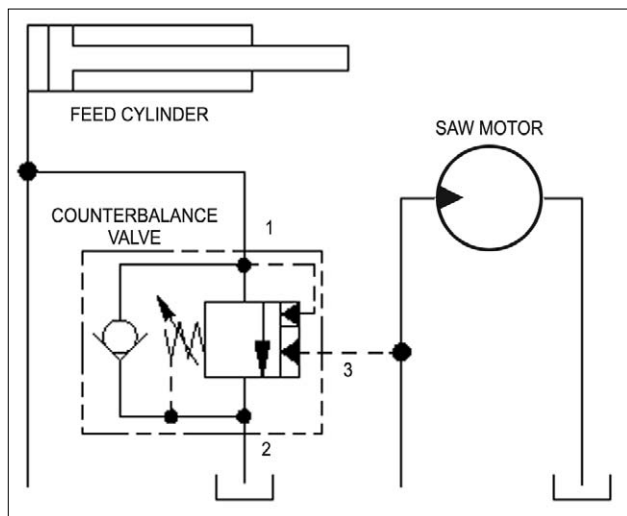 FEED CYLINDER
SAW MOTOR
COUNTERBALANCE
VALVE
1
3
2